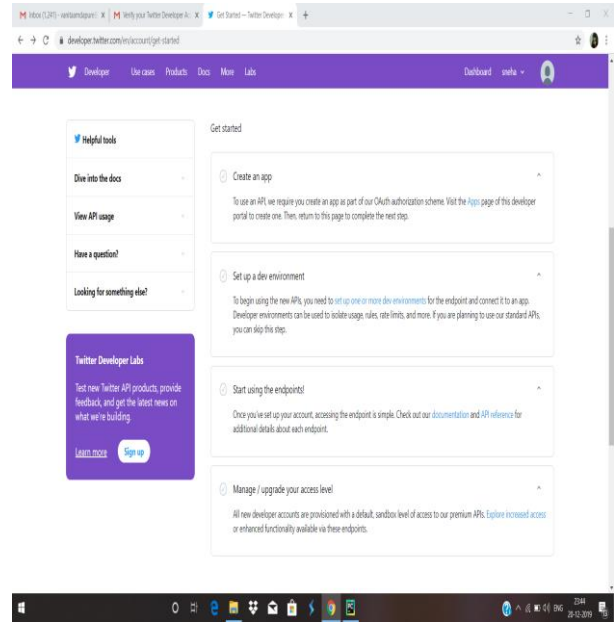 Inbox (1,241) - vanitasmdapure
Verify your Twitter Developer Ac
Get Started — Twitter Developer
developer.twitter.com/en/account/get-started
Developer Use cases Products Docs More Labs Dashboard sneha
Helpful tools
Dive into the docs
View API usage
Have a question?
Looking for something else?
Twitter Developer Labs
Test new Twitter API products, provide
feedback, and get the latest news on
what we're building.
Learn more Sign up
Get started
Create an app
To use an API, we require you create an app as part of our OAuth authorization scheme. Visit the Apps page of this developer
portal to create one. Then, return to this page to complete the next step.
Set up a dev environment
To begin using the new APIs, you need to set up one or more dev environments for the endpoint and connect it to an app.
Developer environments can be used to isolate usage, rules, rate limits, and more. If you are planning to use our standard APIs,
you can skip this step.
Start using the endpoints!
Once you've set up your account, accessing the endpoint is simple. Check out our documentation and API reference for
additional details about each endpoint.
Manage / upgrade your access level
All new developer accounts are provisioned with a default, sandbox level of access to our premium APIs. Explore increased access
or enhanced functionality available via these endpoints.
ENG
23:44
20-12-2019